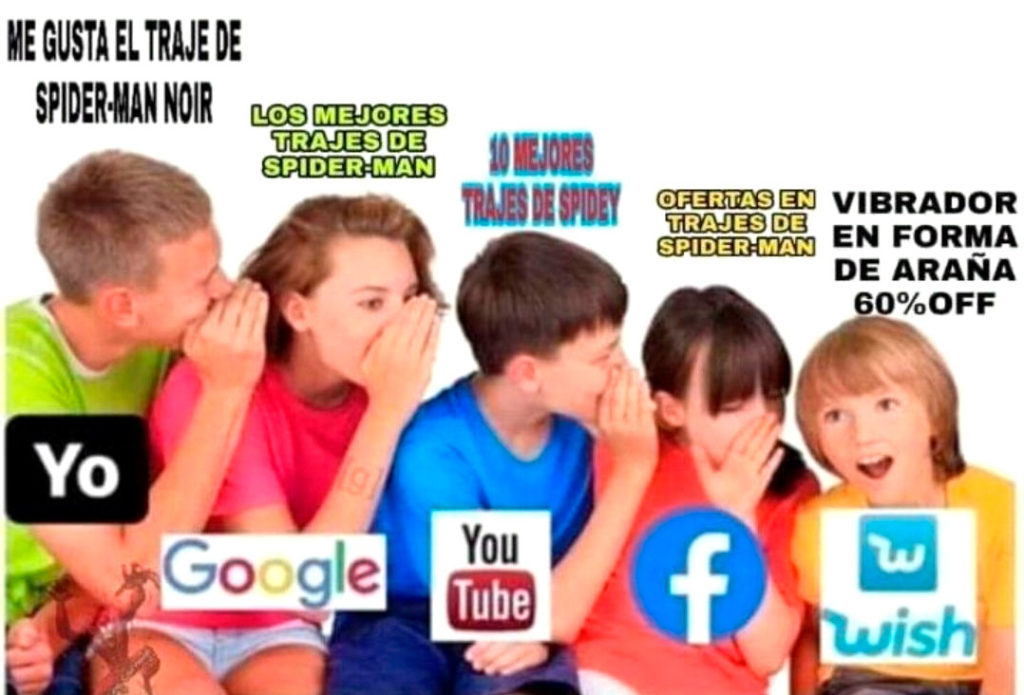 ME GUSTA EL TRAJE DE
SPIDER-MAN NOIR
LOS MEJORES
TRAJES DE
SPIDER-MAN
10 MEJORES
TRAJES DE SPIDEY
OFERTAS EN
TRAJES DE
SPIDER-MAN
VIBRADOR
EN FORMA
DE ARAÑA
60%OFF
Yo
Google
You
Tube
f
w
wish